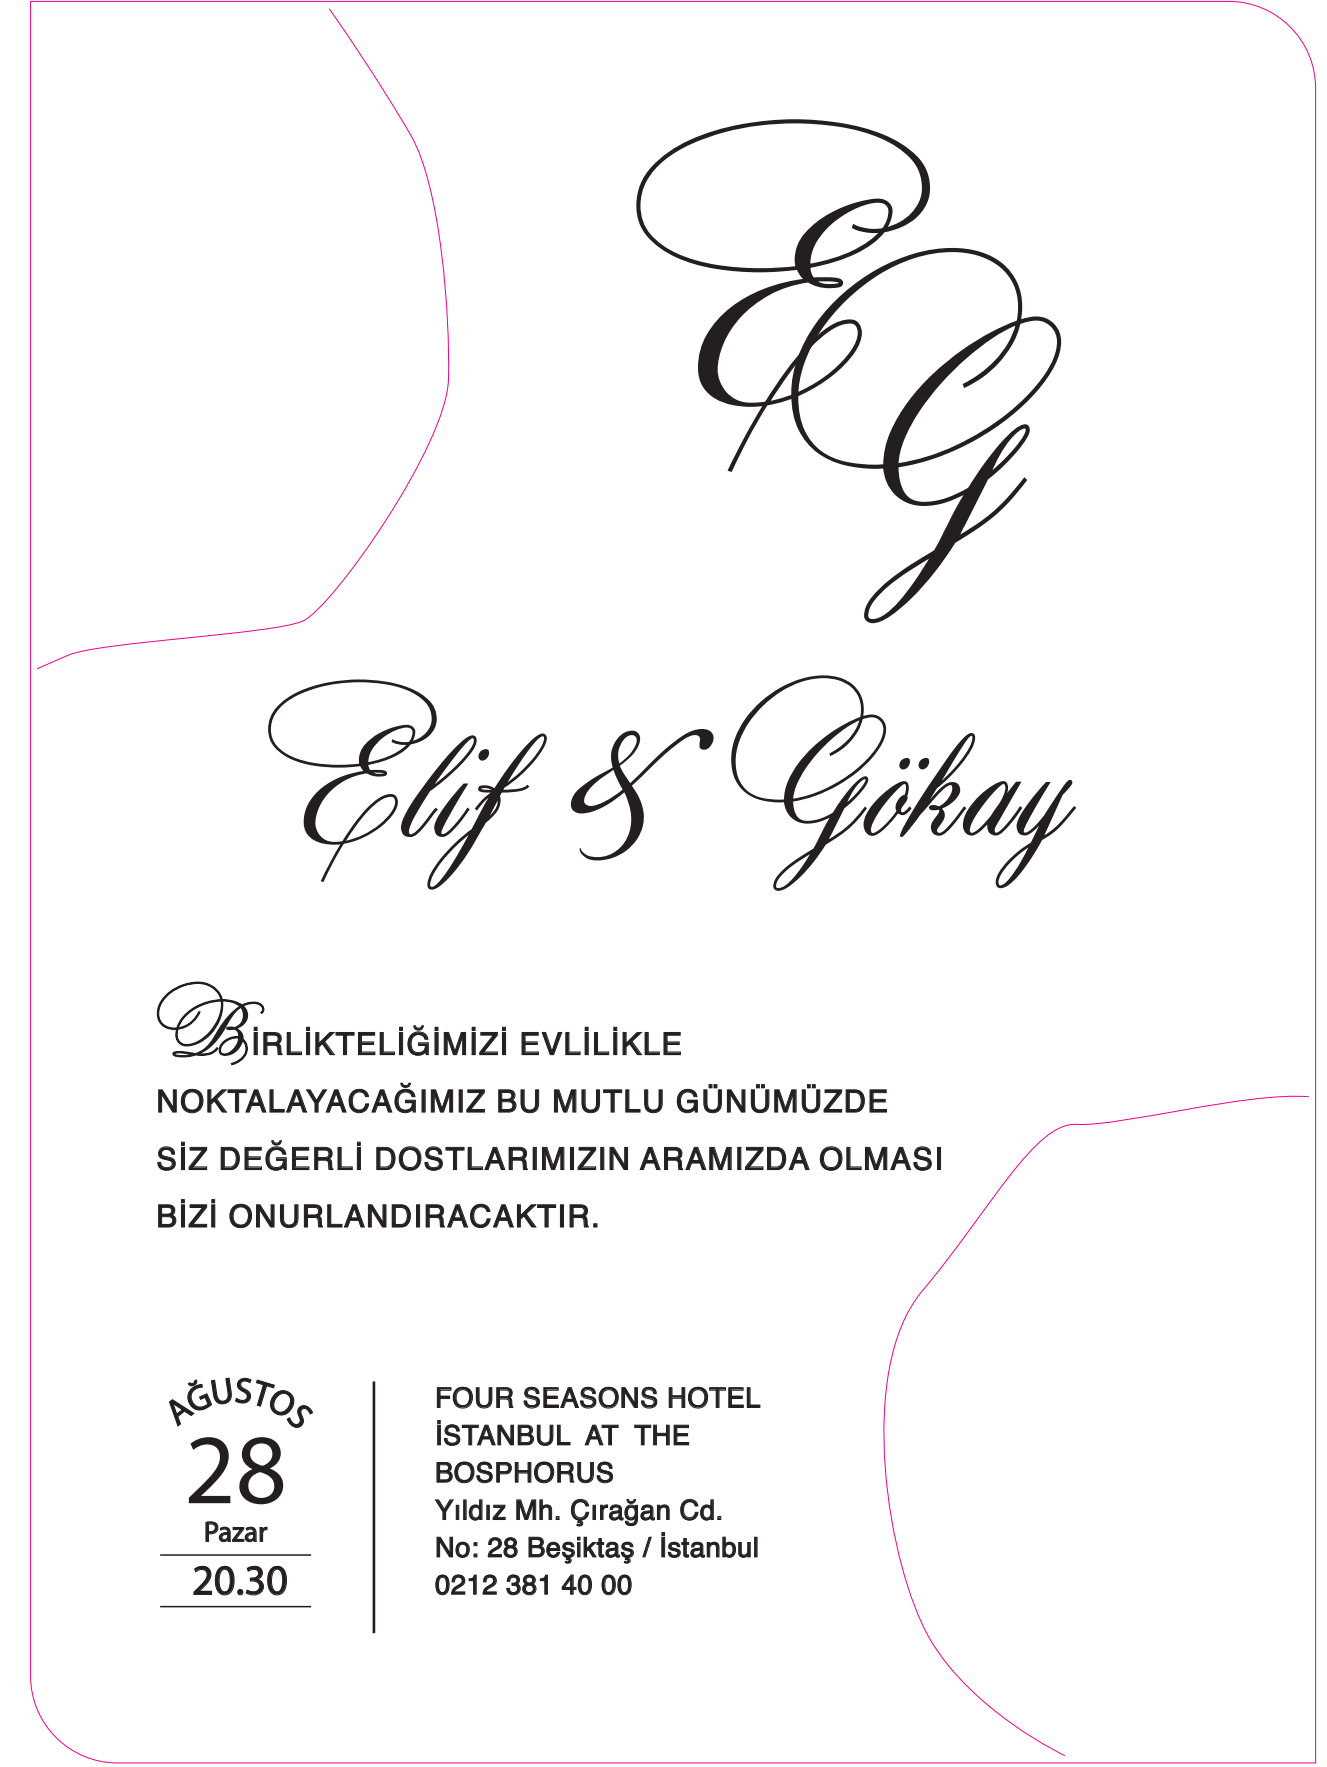 EG
Elif & Gökay
BİRLİKTELİĞİMİZİ EVLİLİKLE
NOKTALAYACAĞIMIZ BU MUTLU GÜNÜMÜZDE
SİZ DEĞERLİ DOSTLARIMIZIN ARAMIZDA OLMASI
BİZİ ONURLANDIRACAKTIR.
AĞUSTOS
28
Pazar
20.30
FOUR SEASONS HOTEL
İSTANBUL AT THE
BOSPHORUS
Yıldız Mh. Çırağan Cd.
No: 28 Beşiktaş / İstanbul
0212 381 40 00